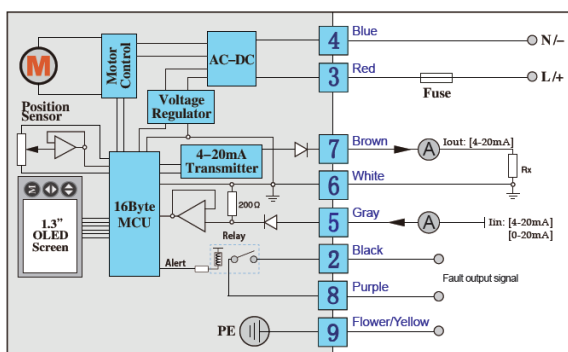 M
Motor
Control
AC-DC
4
Blue
N/-
3
Red
Fuse
L/+
Position
Sensor
Voltage
Regulator
4-20mA
Transmitter
7
Brown
A
Iout: [4-20mA]
Rx
6
White
M
1.3"
OLED
Screen
16Byte
MCU
200Ω
5
Gray
A
Iin: [4-20mA]
[0-20mA]
Relay
Alert
2
Black
Fault output signal
8
Purple
PE
9
Flower/Yellow